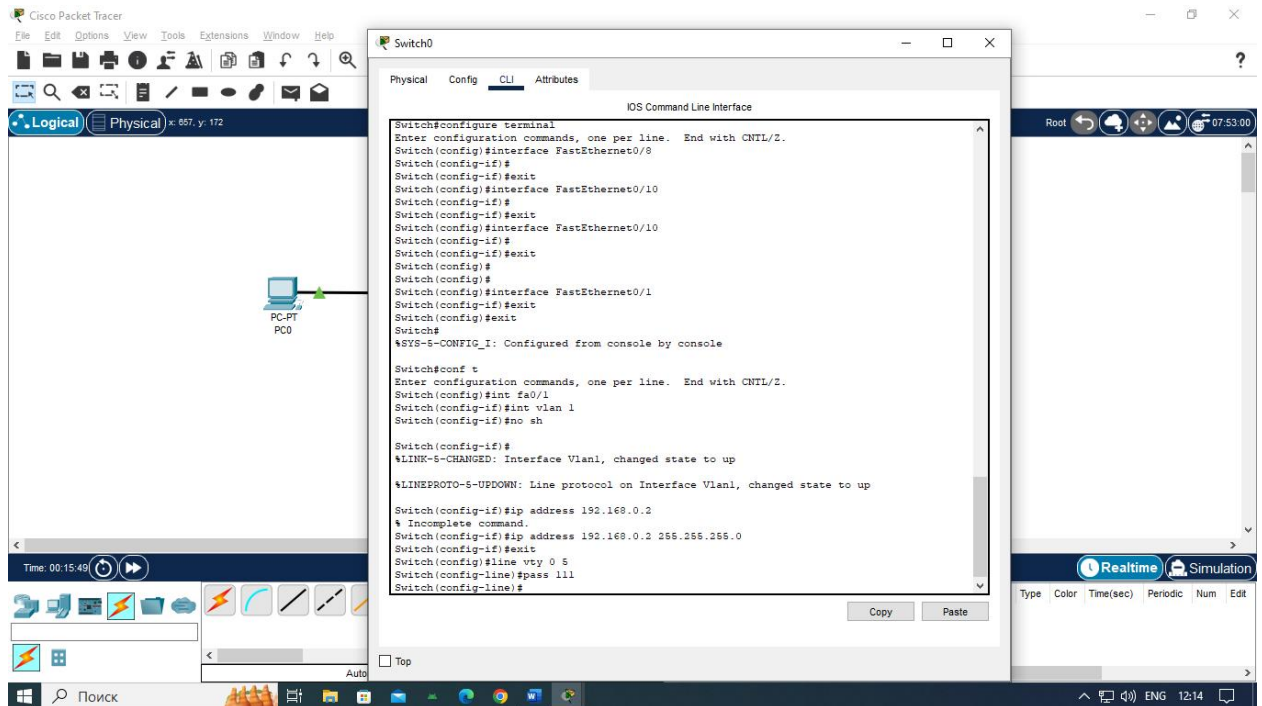 Cisco Packet Tracer
File Edit Options View Tools Extensions Window Help
Switch0
Physical Config CLI Attributes
IOS Command Line Interface
Logical Physical x: 657, y: 172
Root 07:53:00
Switch#configure terminal
Enter configuration commands, one per line. End with CNTL/Z.
Switch(config)#interface FastEthernet0/8
Switch(config-if)#
Switch(config-if)#exit
Switch(config)#interface FastEthernet0/10
Switch(config-if)#
Switch(config-if)#exit
Switch(config)#interface FastEthernet0/10
Switch(config-if)#
Switch(config-if)#exit
Switch(config)#
Switch(config)#
Switch(config)#interface FastEthernet0/1
Switch(config-if)#exit
Switch(config)#exit
Switch#
%SYS-5-CONFIG_I: Configured from console by console
Switch#conf t
Enter configuration commands, one per line. End with CNTL/Z.
Switch(config)#int fa0/1
Switch(config-if)#int vlan 1
Switch(config-if)#no sh
Switch(config-if)#
%LINK-5-CHANGED: Interface Vlan1, changed state to up
%LINEPROTO-5-UPDOWN: Line protocol on Interface Vlan1, changed state to up
Switch(config-if)#ip address 192.168.0.2
% Incomplete command.
Switch(config-if)#ip address 192.168.0.2 255.255.255.0
Switch(config-if)#exit
Switch(config)#line vty 0 5
Switch(config-line)#pass 111
Switch(config-line)#
PC-PT
PC0
Copy Paste
Top
Time: 00:15:49
Realtime Simulation
Type Color Time(sec) Periodic Num Edit
Auto
Поиск
ENG 12:14